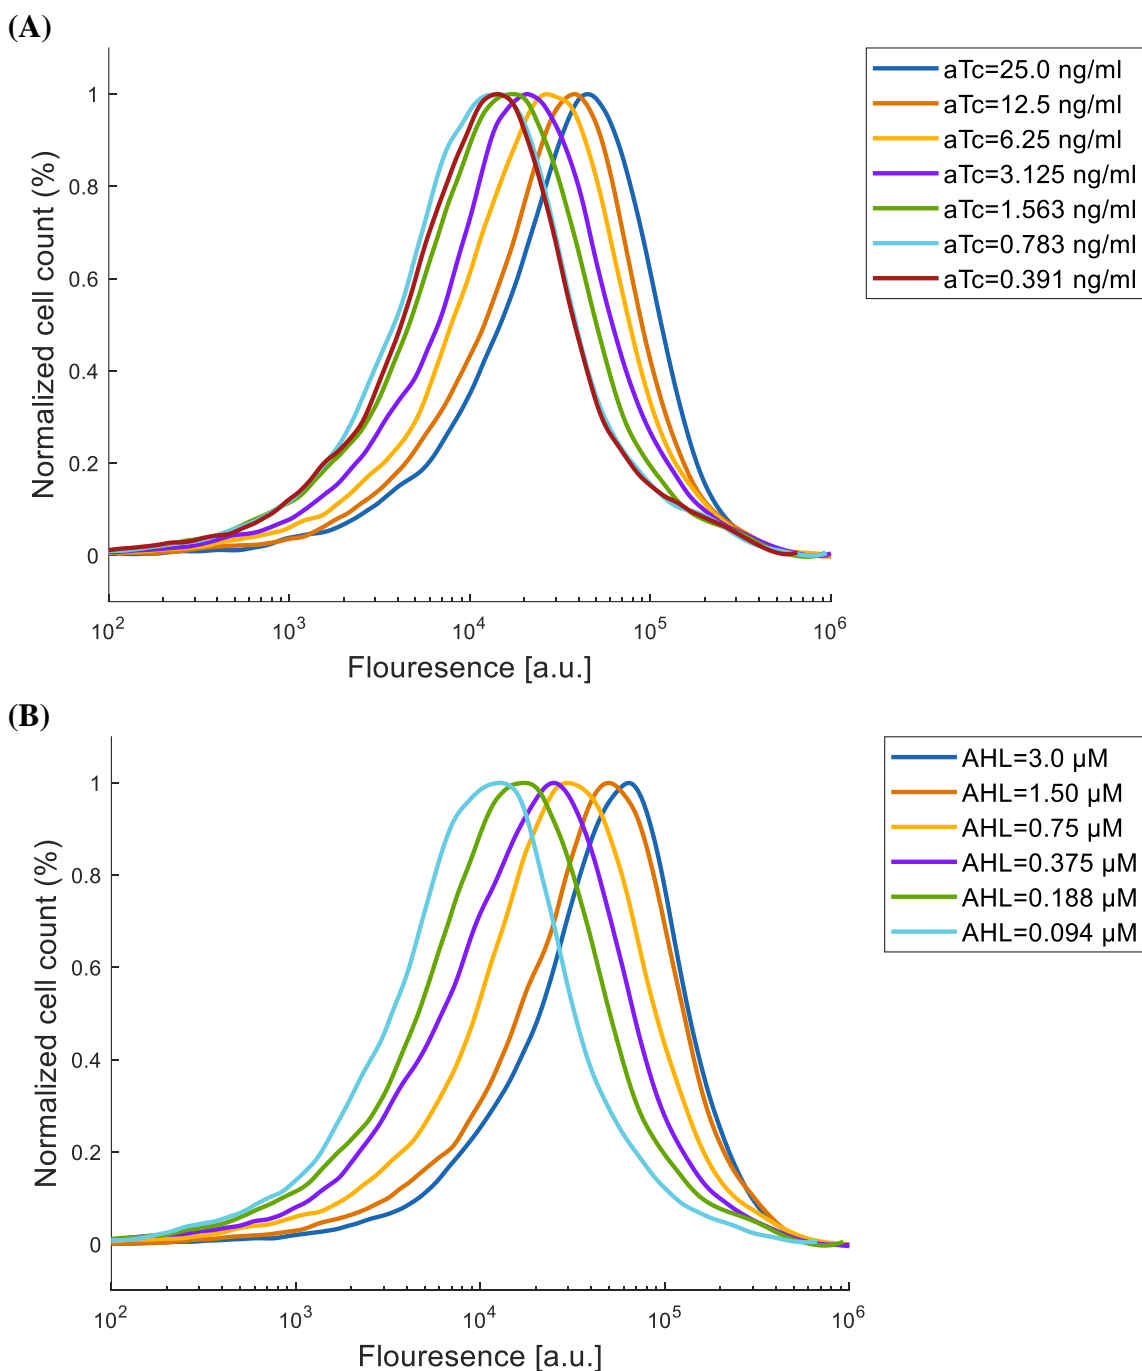 (A)
Normalized cell count (%)
1
0.8
0.6
0.4
0.2
0
10^2
10^3
10^4
10^5
10^6
Flouresence [a.u.]
aTc=25.0 ng/ml
aTc=12.5 ng/ml
aTc=6.25 ng/ml
aTc=3.125 ng/ml
aTc=1.563 ng/ml
aTc=0.783 ng/ml
aTc=0.391 ng/ml
(B)
Normalized cell count (%)
1
0.8
0.6
0.4
0.2
0
10^2
10^3
10^4
10^5
10^6
Flouresence [a.u.]
AHL=3.0 µM
AHL=1.50 µM
AHL=0.75 µM
AHL=0.375 µM
AHL=0.188 µM
AHL=0.094 µM